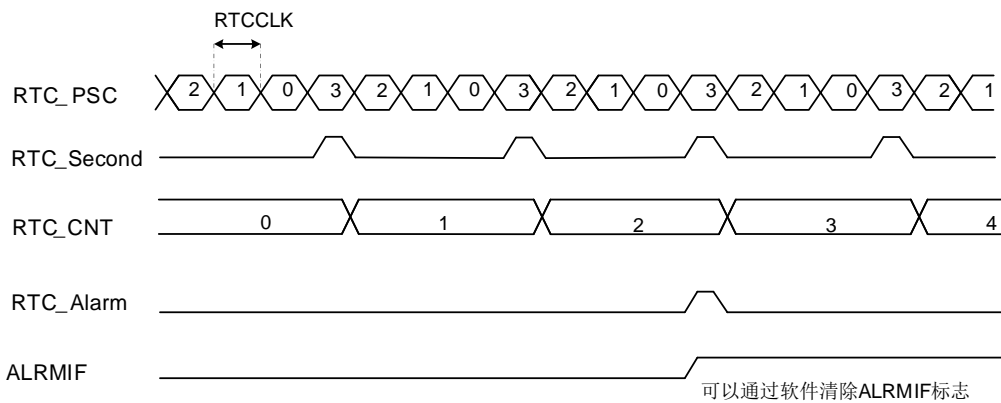 RTCCLK
RTC_PSC 2 1 0 3 2 1 0 3 2 1 0 3 2 1 0 3 2 1
RTC_Second
RTC_CNT 0 1 2 3 4
RTC_Alarm
ALRMIF
可以通过软件清除ALRMIF标志